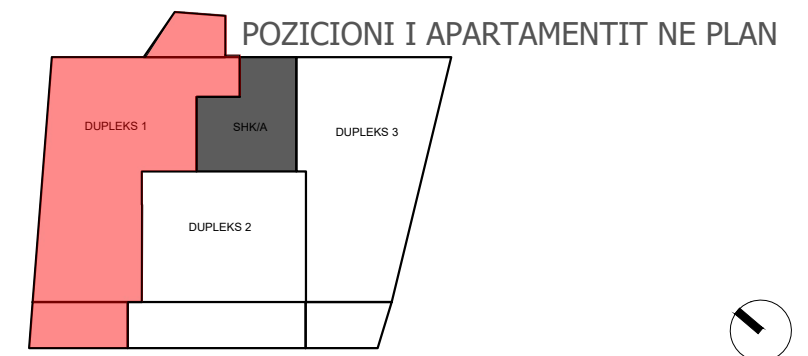 POZICIONI I APARTAMENTIT NE PLAN
DUPLEKS 1
SHK/A
DUPLEKS 3
DUPLEKS 2